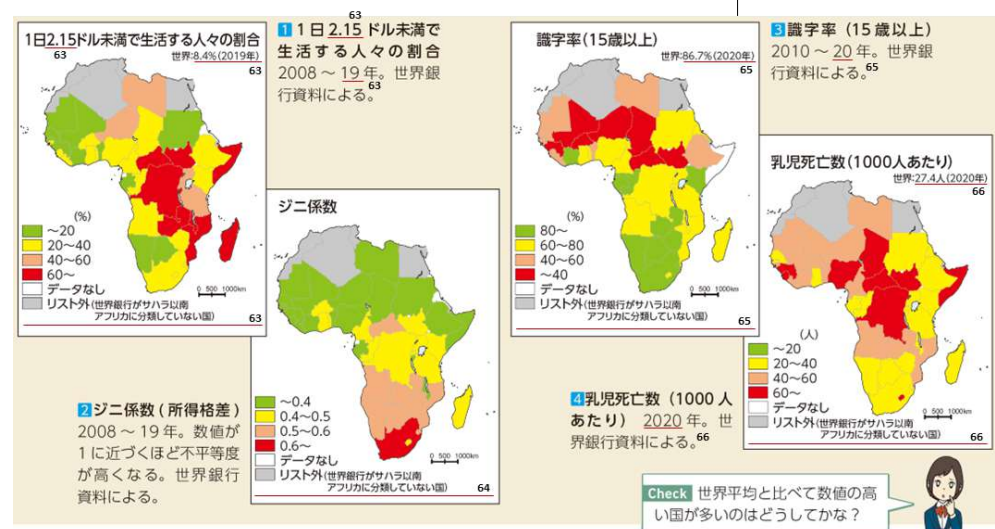 63
1日2.15ドル未満で生活する人々の割合
63
世界:8.4%(2019年)
63
(%)
~20
20~40
40~60
60~
データなし
リスト外(世界銀行がサハラ以南
アフリカに分類していない国)
0 500 1000km
63
1 1日2.15ドル未満で
生活する人々の割合
2008~19年。世界銀
行資料による。
63
ジニ係数
~0.4
0.4~0.5
0.5~0.6
0.6~
データなし
リスト外(世界銀行がサハラ以南
アフリカに分類していない国)
0 500 1000km
64
2 ジニ係数(所得格差)
2008~19年。数値が
1に近づくほど不平等度
が高くなる。世界銀行
資料による。
識字率(15歳以上)
世界:86.7%(2020年)
65
(%)
80~
60~80
40~60
~40
データなし
リスト外(世界銀行がサハラ以南
アフリカに分類していない国)
0 500 1000km
65
3 識字率(15歳以上)
2010~20年。世界銀
行資料による。
65
乳児死亡数(1000人あたり)
世界:27.4人(2020年)
66
(人)
~20
20~40
40~60
60~
データなし
リスト外(世界銀行がサハラ以南
アフリカに分類していない国)
0 500 1000km
66
4 乳児死亡数(1000人
あたり) 2020年。世
界銀行資料による。
66
Check 世界平均と比べて数値の高
い国が多いのはどうしてかな?